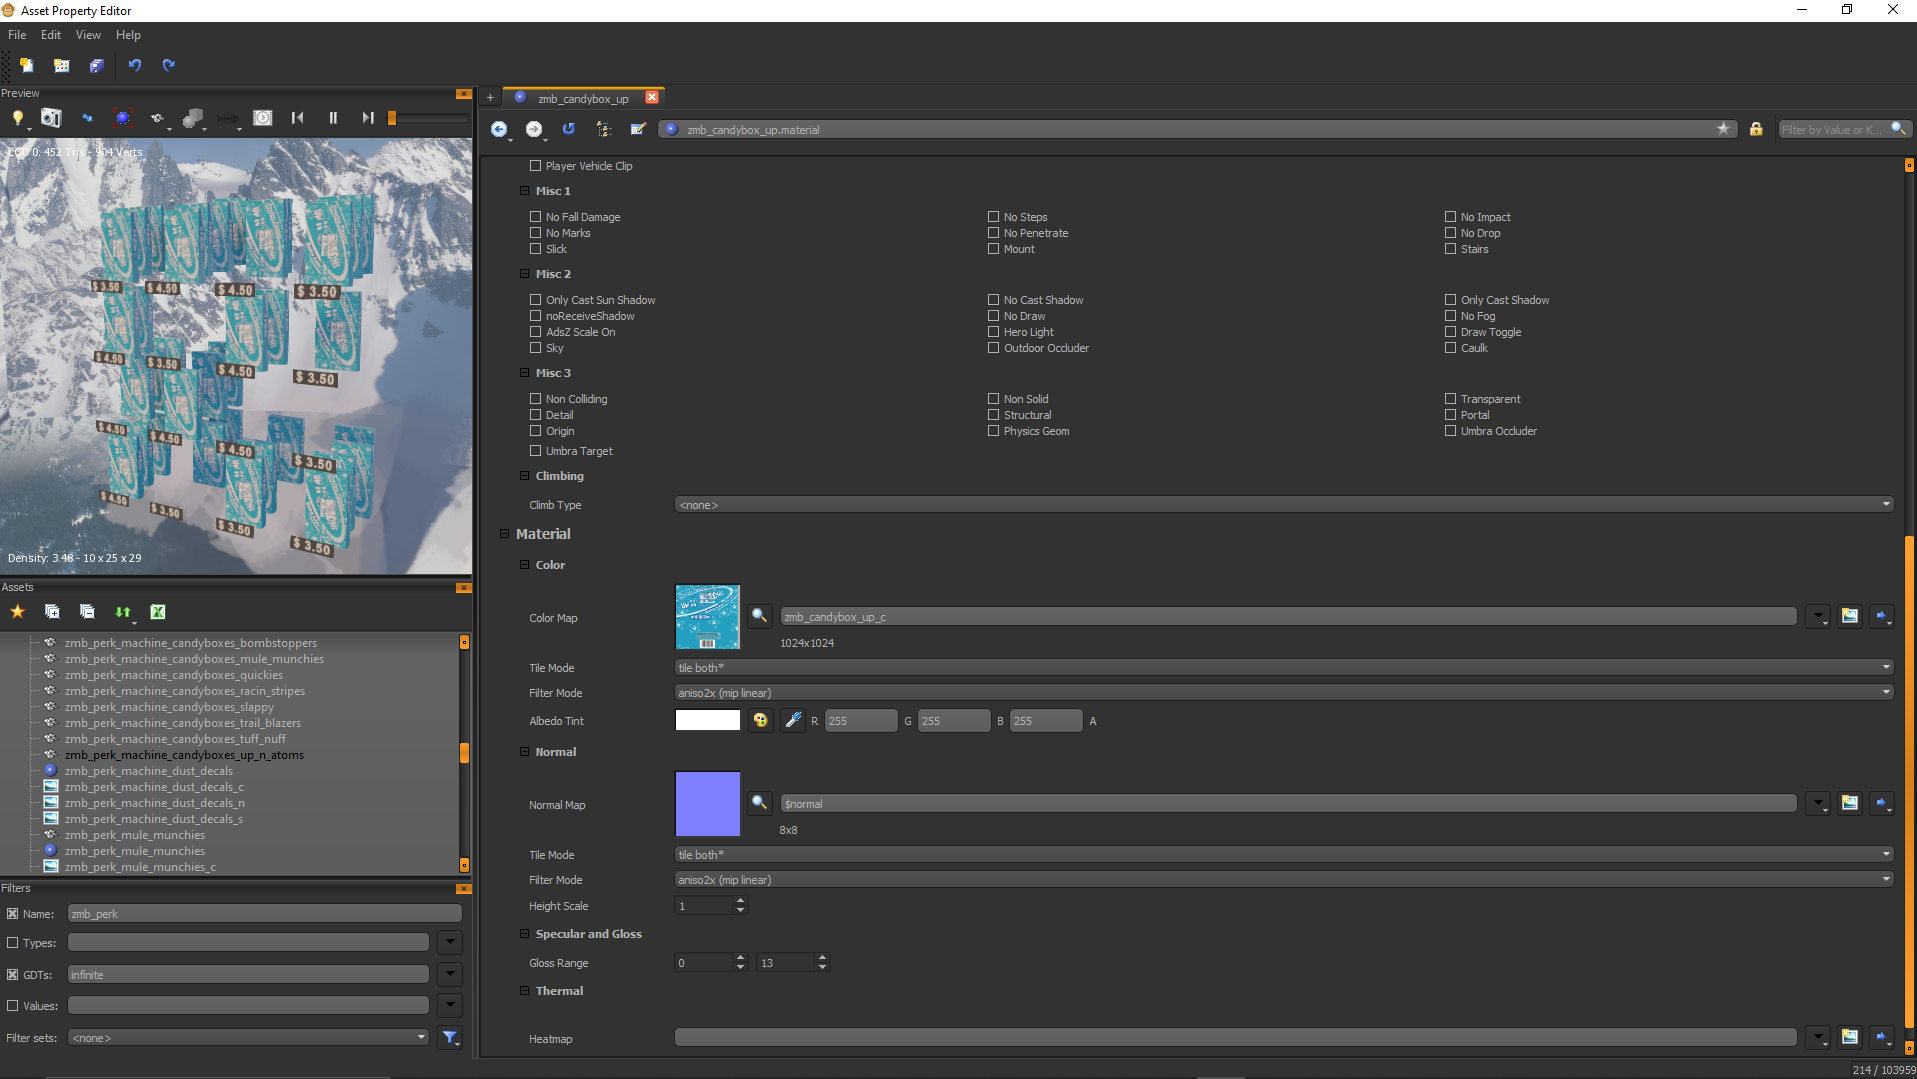 Asset Property Editor
File Edit View Help
Preview
LOD 0: 452 Tris - 904 Verts
$ 3.50 $ 4.50 $ 4.50 $ 3.50
$ 4.50 $ 3.50 $ 4.50 $ 3.50
$ 4.50 $ 4.50 $ 4.50 $ 3.50
$ 4.50 $ 3.50 $ 3.50 $ 3.50
Density: 3.48 - 10 x 25 x 29
Assets
zmb_perk_machine_candyboxes_bombstoppers
zmb_perk_machine_candyboxes_mule_munchies
zmb_perk_machine_candyboxes_quickies
zmb_perk_machine_candyboxes_racin_stripes
zmb_perk_machine_candyboxes_slappy
zmb_perk_machine_candyboxes_trail_blazers
zmb_perk_machine_candyboxes_tuff_nuff
zmb_perk_machine_candyboxes_up_n_atoms
zmb_perk_machine_dust_decals
zmb_perk_machine_dust_decals_c
zmb_perk_machine_dust_decals_n
zmb_perk_machine_dust_decals_s
zmb_perk_mule_munchies
zmb_perk_mule_munchies
zmb_perk_mule_munchies_c
Filters
Name: zmb_perk
Types:
GDTs: infinite
Values:
Filter sets: <none>
zmb_candybox_up
zmb_candybox_up.material
Filter by Value or K...
Player Vehicle Clip
Misc 1
No Fall Damage No Steps No Impact
No Marks No Penetrate No Drop
Slick Mount Stairs
Misc 2
Only Cast Sun Shadow No Cast Shadow Only Cast Shadow
noReceiveShadow No Draw No Fog
AdsZ Scale On Hero Light Draw Toggle
Sky Outdoor Occluder Caulk
Misc 3
Non Colliding Non Solid Transparent
Detail Structural Portal
Origin Physics Geom Umbra Occluder
Umbra Target
Climbing
Climb Type <none>
Material
Color
Color Map zmb_candybox_up_c
1024x1024
Tile Mode tile both*
Filter Mode aniso2x (mip linear)
Albedo Tint R 255 G 255 B 255 A
Normal
Normal Map $normal
8x8
Tile Mode tile both*
Filter Mode aniso2x (mip linear)
Height Scale 1
Specular and Gloss
Gloss Range 0 13
Thermal
Heatmap
214 / 103959